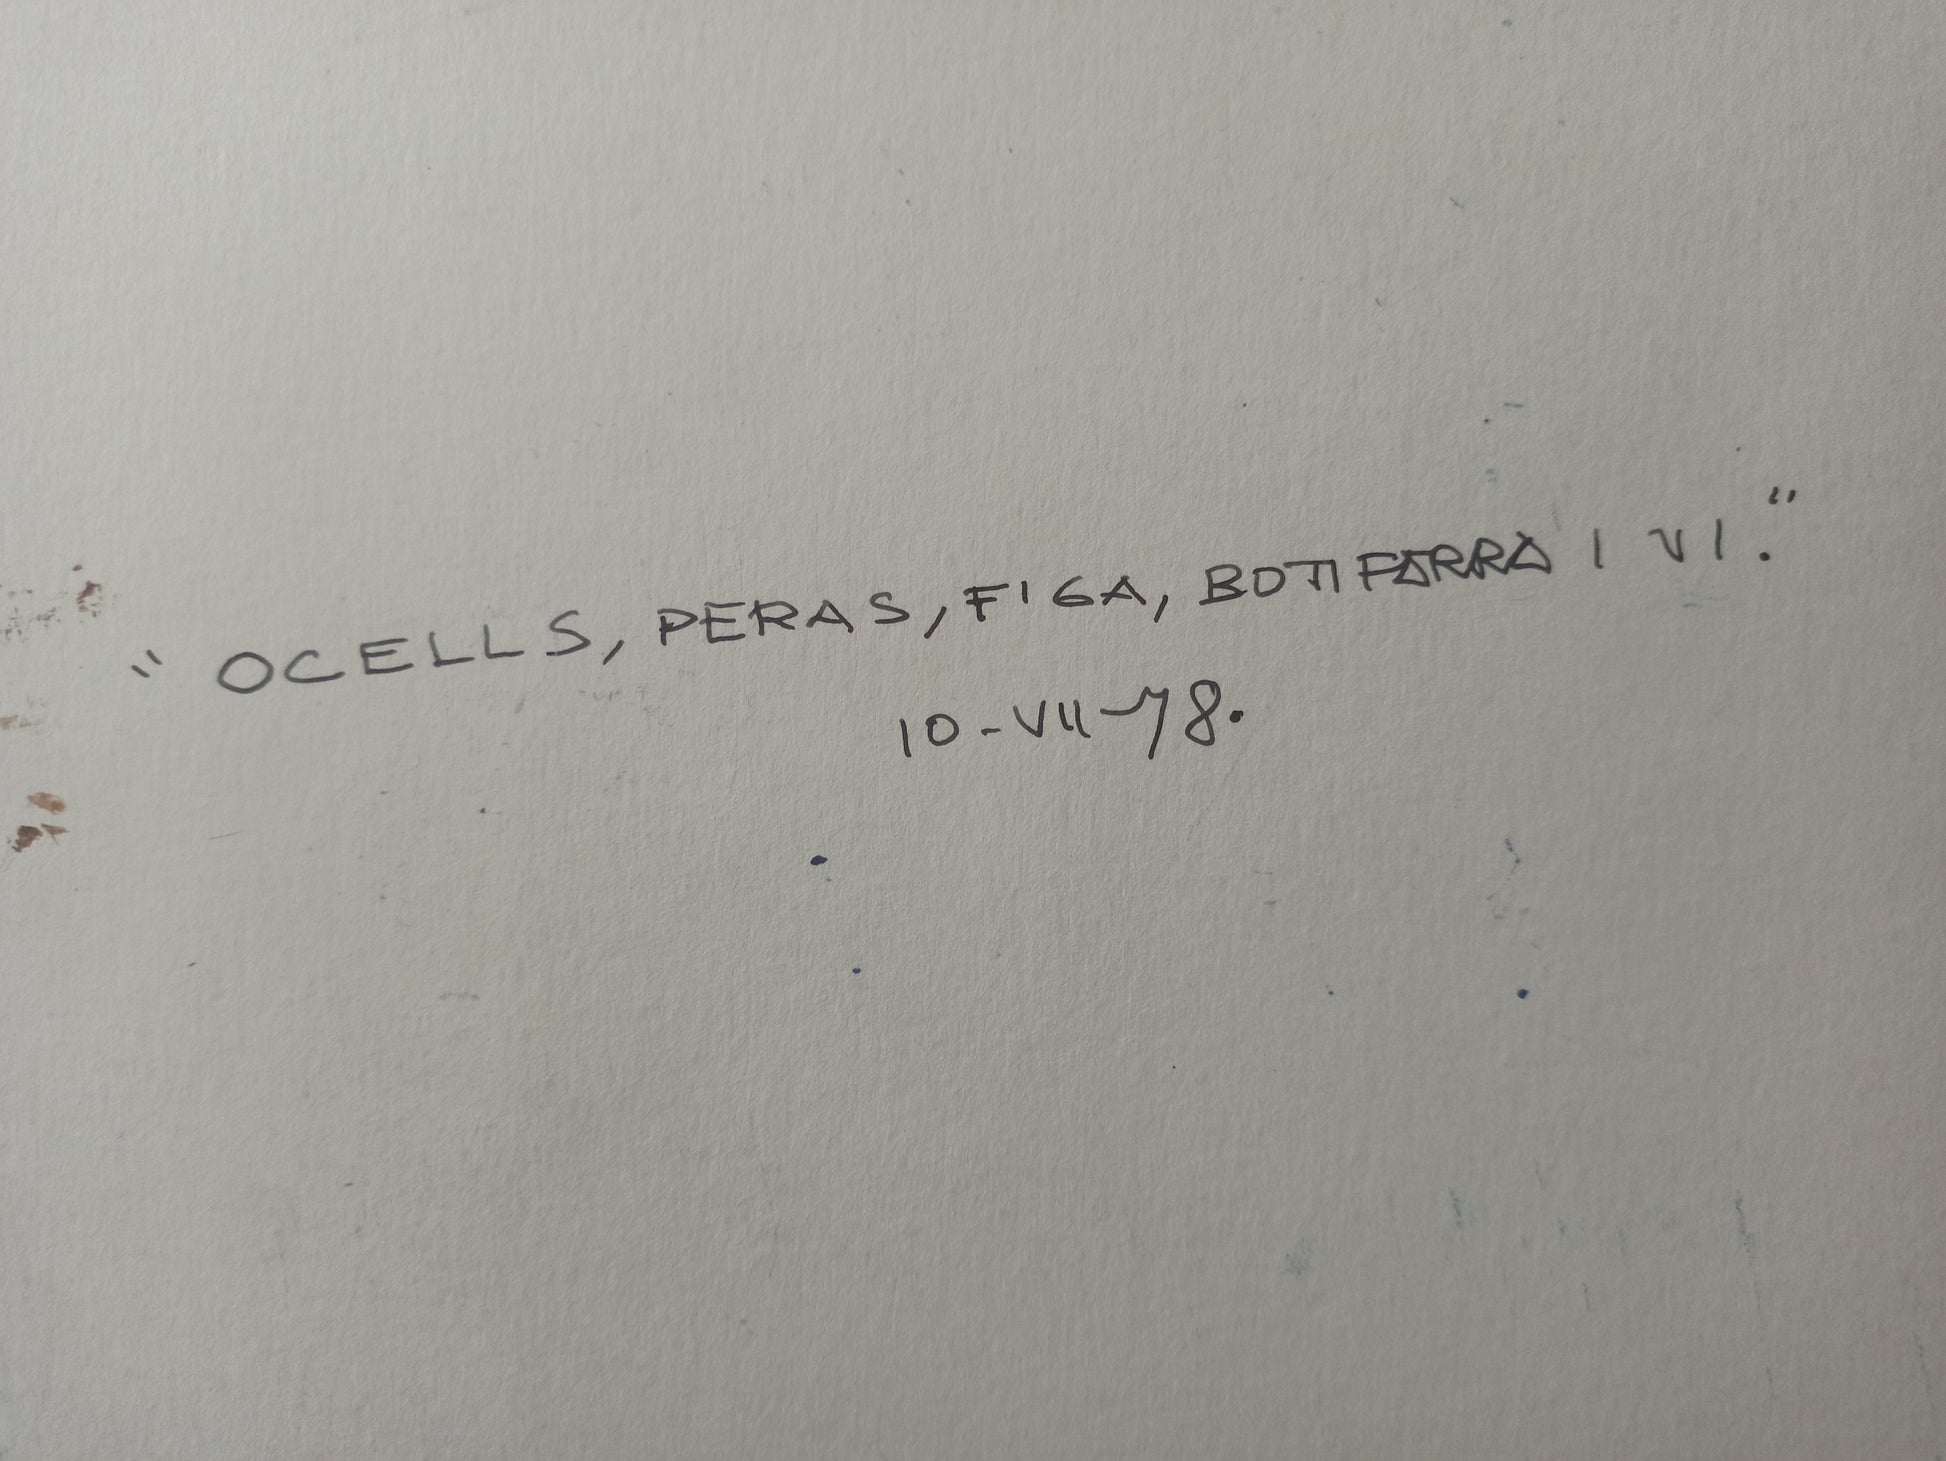 "OCELLS, PERAS, FIGA, BOTIFARRA I VI."
10-VII-78.